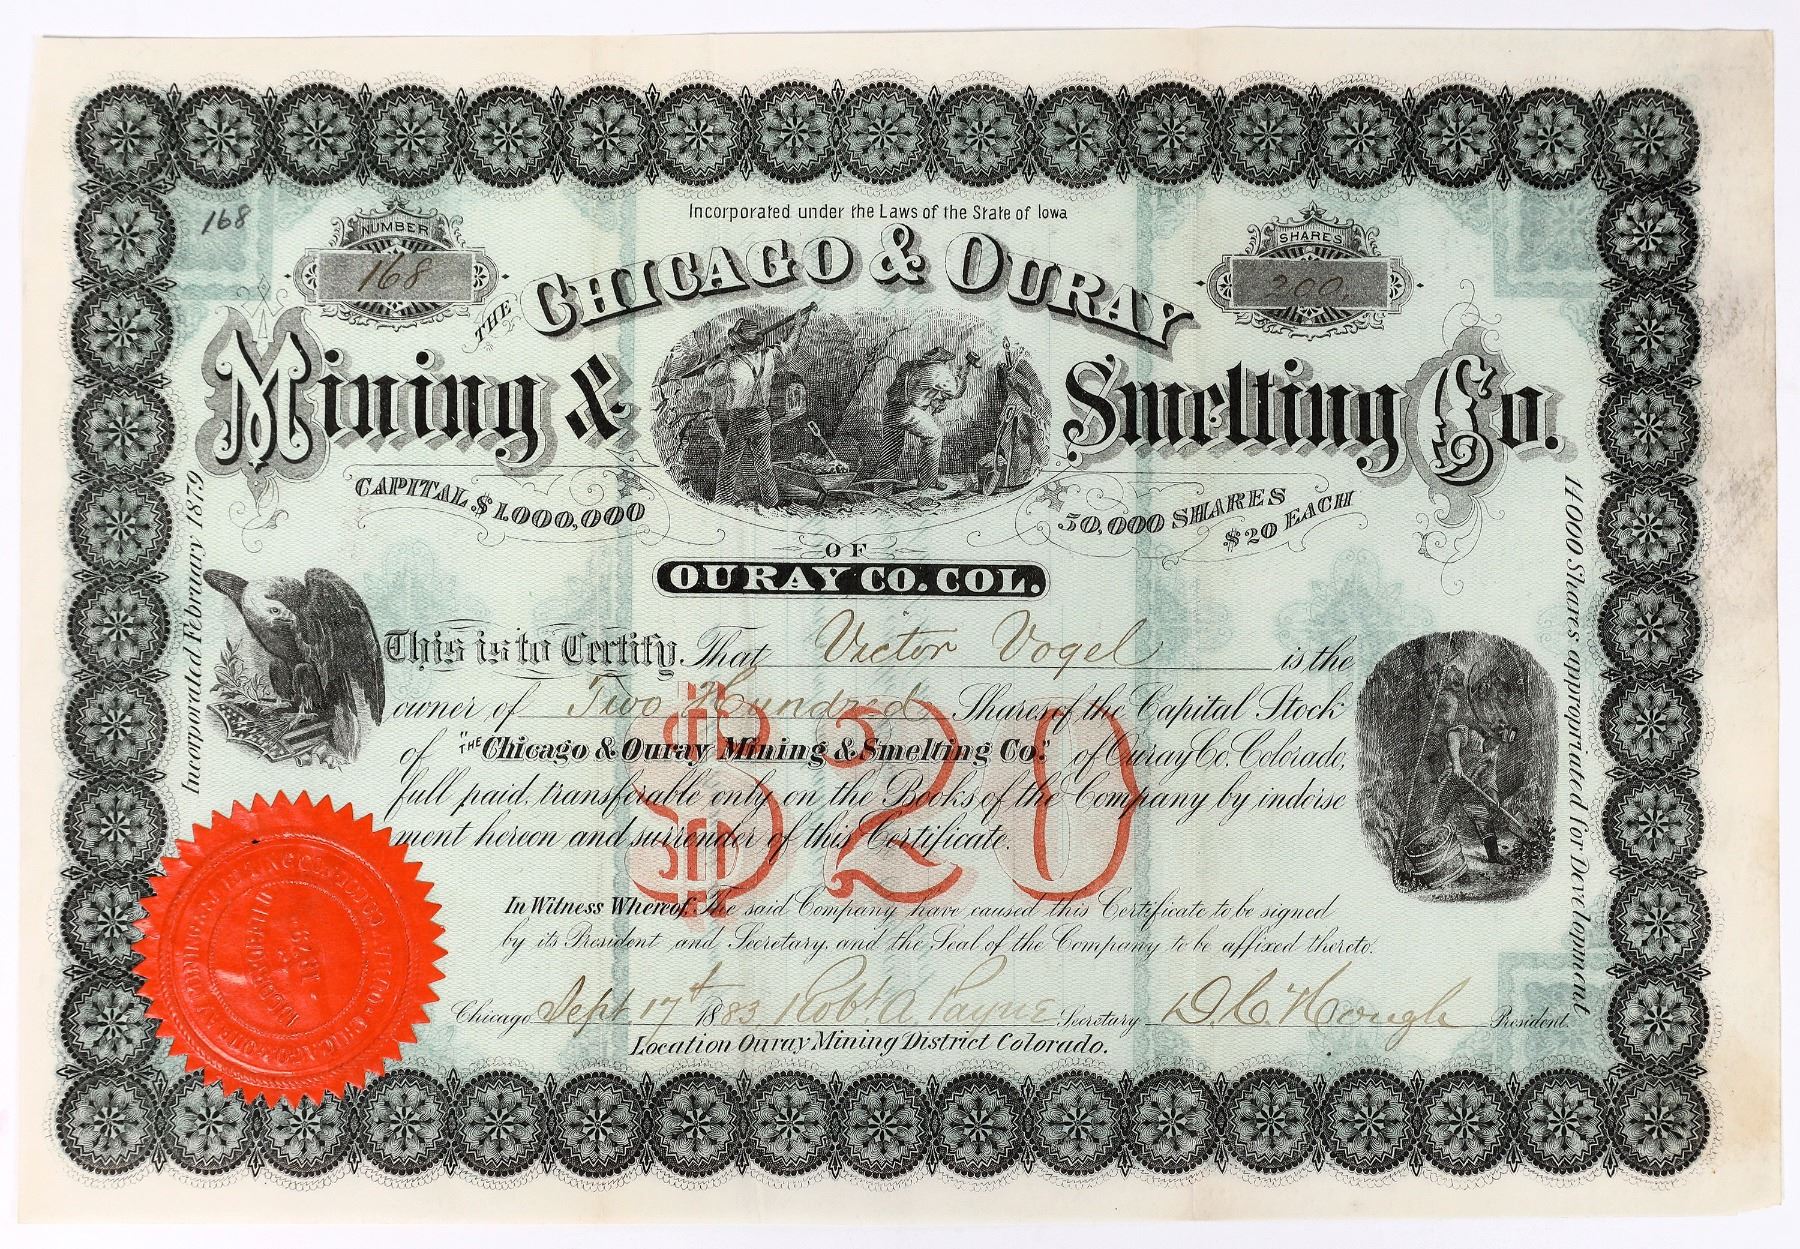 Incorporated under the Laws of the State of Iowa
168
NUMBER
168
SHARES
200.
THE CHICAGO & OURAY
Mining & Smelting Co.
CAPITAL $1,000,000
50,000 SHARES
$20 EACH
OF
OURAY CO. COL.
Incorporated February 1879
11000 Shares appropriated for Development
This is to Certify That Victor Vogel is the
owner of Two Hundred Shares of the Capital Stock
of "THE Chicago & Ouray Mining & Smelting Co." of Ouray Co. Colorado,
full paid, transferable only on the Books of the Company by indorse
ment hereon and surrender of this Certificate.
$20
In Witness Whereof The said Company have caused this Certificate to be signed
by its President and Secretary, and the Seal of the Company to be affixed thereto.
Chicago Sept. 17th 1883 Robt. A. Payne Secretary D. C. Hough President
Location Ouray Mining District Colorado.